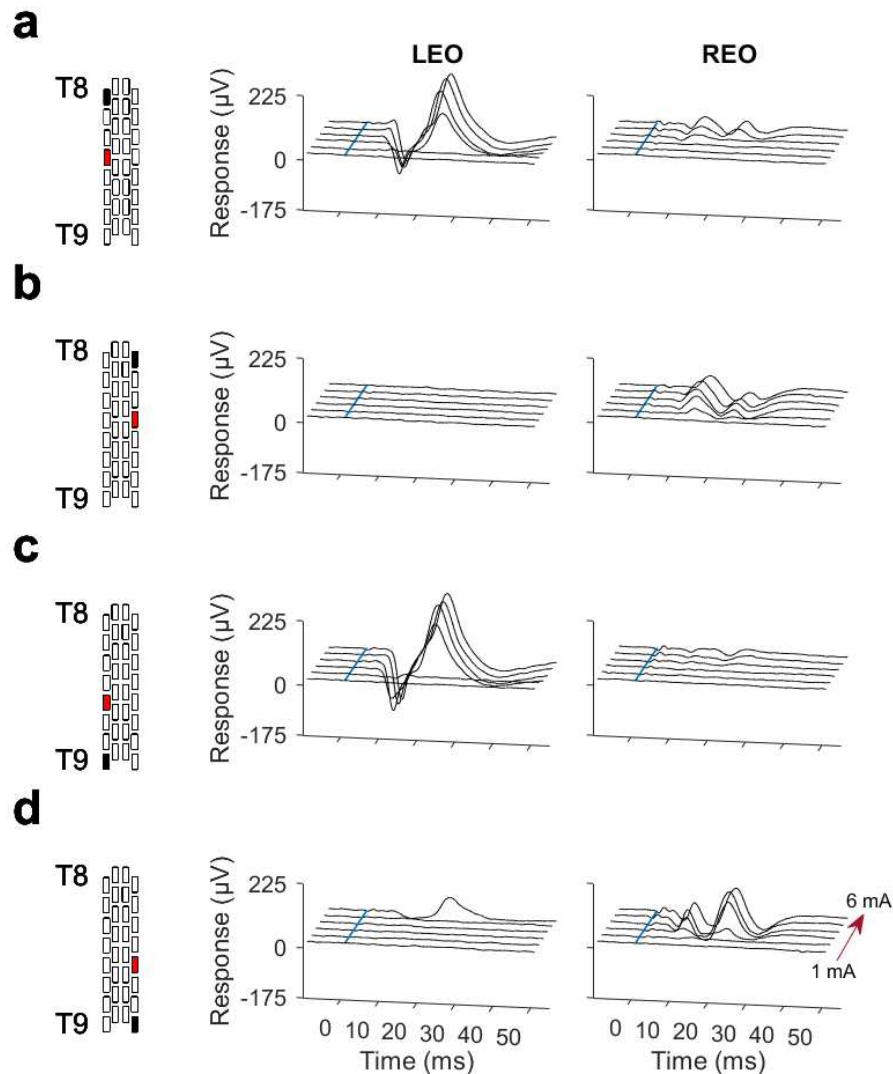 a
LEO REO
T8
T9
Response (µV)
225
0
-175
b
T8
T9
Response (µV)
225
0
-175
c
T8
T9
Response (µV)
225
0
-175
d
T8
T9
Response (µV)
225
0
-175
6 mA
1 mA
0 10 20 30 40 50 0 10 20 30 40 50
Time (ms) Time (ms)